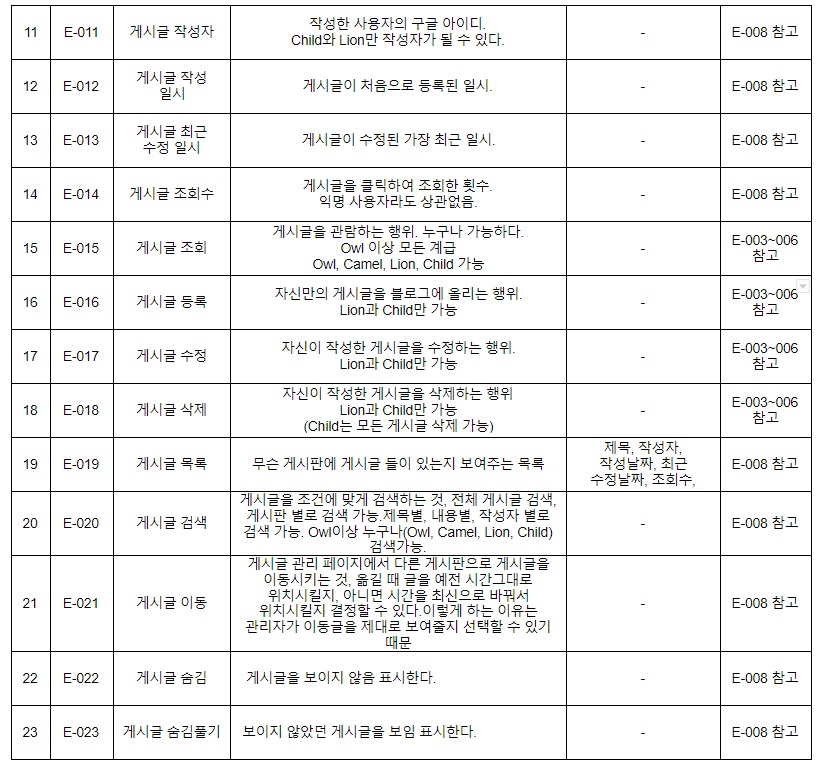 11 E-011 게시글 작성자 작성한 사용자의 구글 아이디. - E-008 참고
Child와 Lion만 작성자가 될 수 있다.
12 E-012 게시글 작성 게시글이 처음으로 등록된 일시. - E-008 참고
일시
13 E-013 게시글 최근 게시글이 수정된 가장 최근 일시. - E-008 참고
수정 일시
14 E-014 게시글 조회수 게시글을 클릭하여 조회한 횟수. - E-008 참고
익명 사용자라도 상관없음.
15 E-015 게시글 조회 게시글을 관람하는 행위. 누구나 가능하다. - E-003~006
Owl 이상 모든 계급 참고
Owl, Camel, Lion, Child 가능
16 E-016 게시글 등록 자신만의 게시글을 블로그에 올리는 행위. - E-003~006
Lion과 Child만 가능 참고
17 E-017 게시글 수정 자신이 작성한 게시글을 수정하는 행위. - E-003~006
Lion과 Child만 가능 참고
18 E-018 게시글 삭제 자신이 작성한 게시글을 삭제하는 행위 - E-003~006
Lion과 Child만 가능 참고
(Child는 모든 게시글 삭제 가능)
19 E-019 게시글 목록 무슨 게시판에 게시글 들이 있는지 보여주는 목록 제목, 작성자, E-008 참고
작성날짜, 최근
수정날짜, 조회수,
20 E-020 게시글 검색 게시글을 조건에 맞게 검색하는 것, 전체 게시글 검색, - E-008 참고
게시판 별로 검색 가능.제목별, 내용별, 작성자 별로
검색 가능. Owl이상 누구나(Owl, Camel, Lion, Child)
검색가능.
21 E-021 게시글 이동 게시글 관리 페이지에서 다른 게시판으로 게시글을 - E-008 참고
이동시키는 것, 옮길 때 글을 예전 시간그대로
위치시킬지, 아니면 시간을 최신으로 바꿔서
위치시킬지 결정할 수 있다.이렇게 하는 이유는
관리자가 이동글을 제대로 보여줄지 선택할 수 있기
때문
22 E-022 게시글 숨김 게시글을 보이지 않음 표시한다. - E-008 참고
23 E-023 게시글 숨김풀기 보이지 않았던 게시글을 보임 표시한다. - E-008 참고